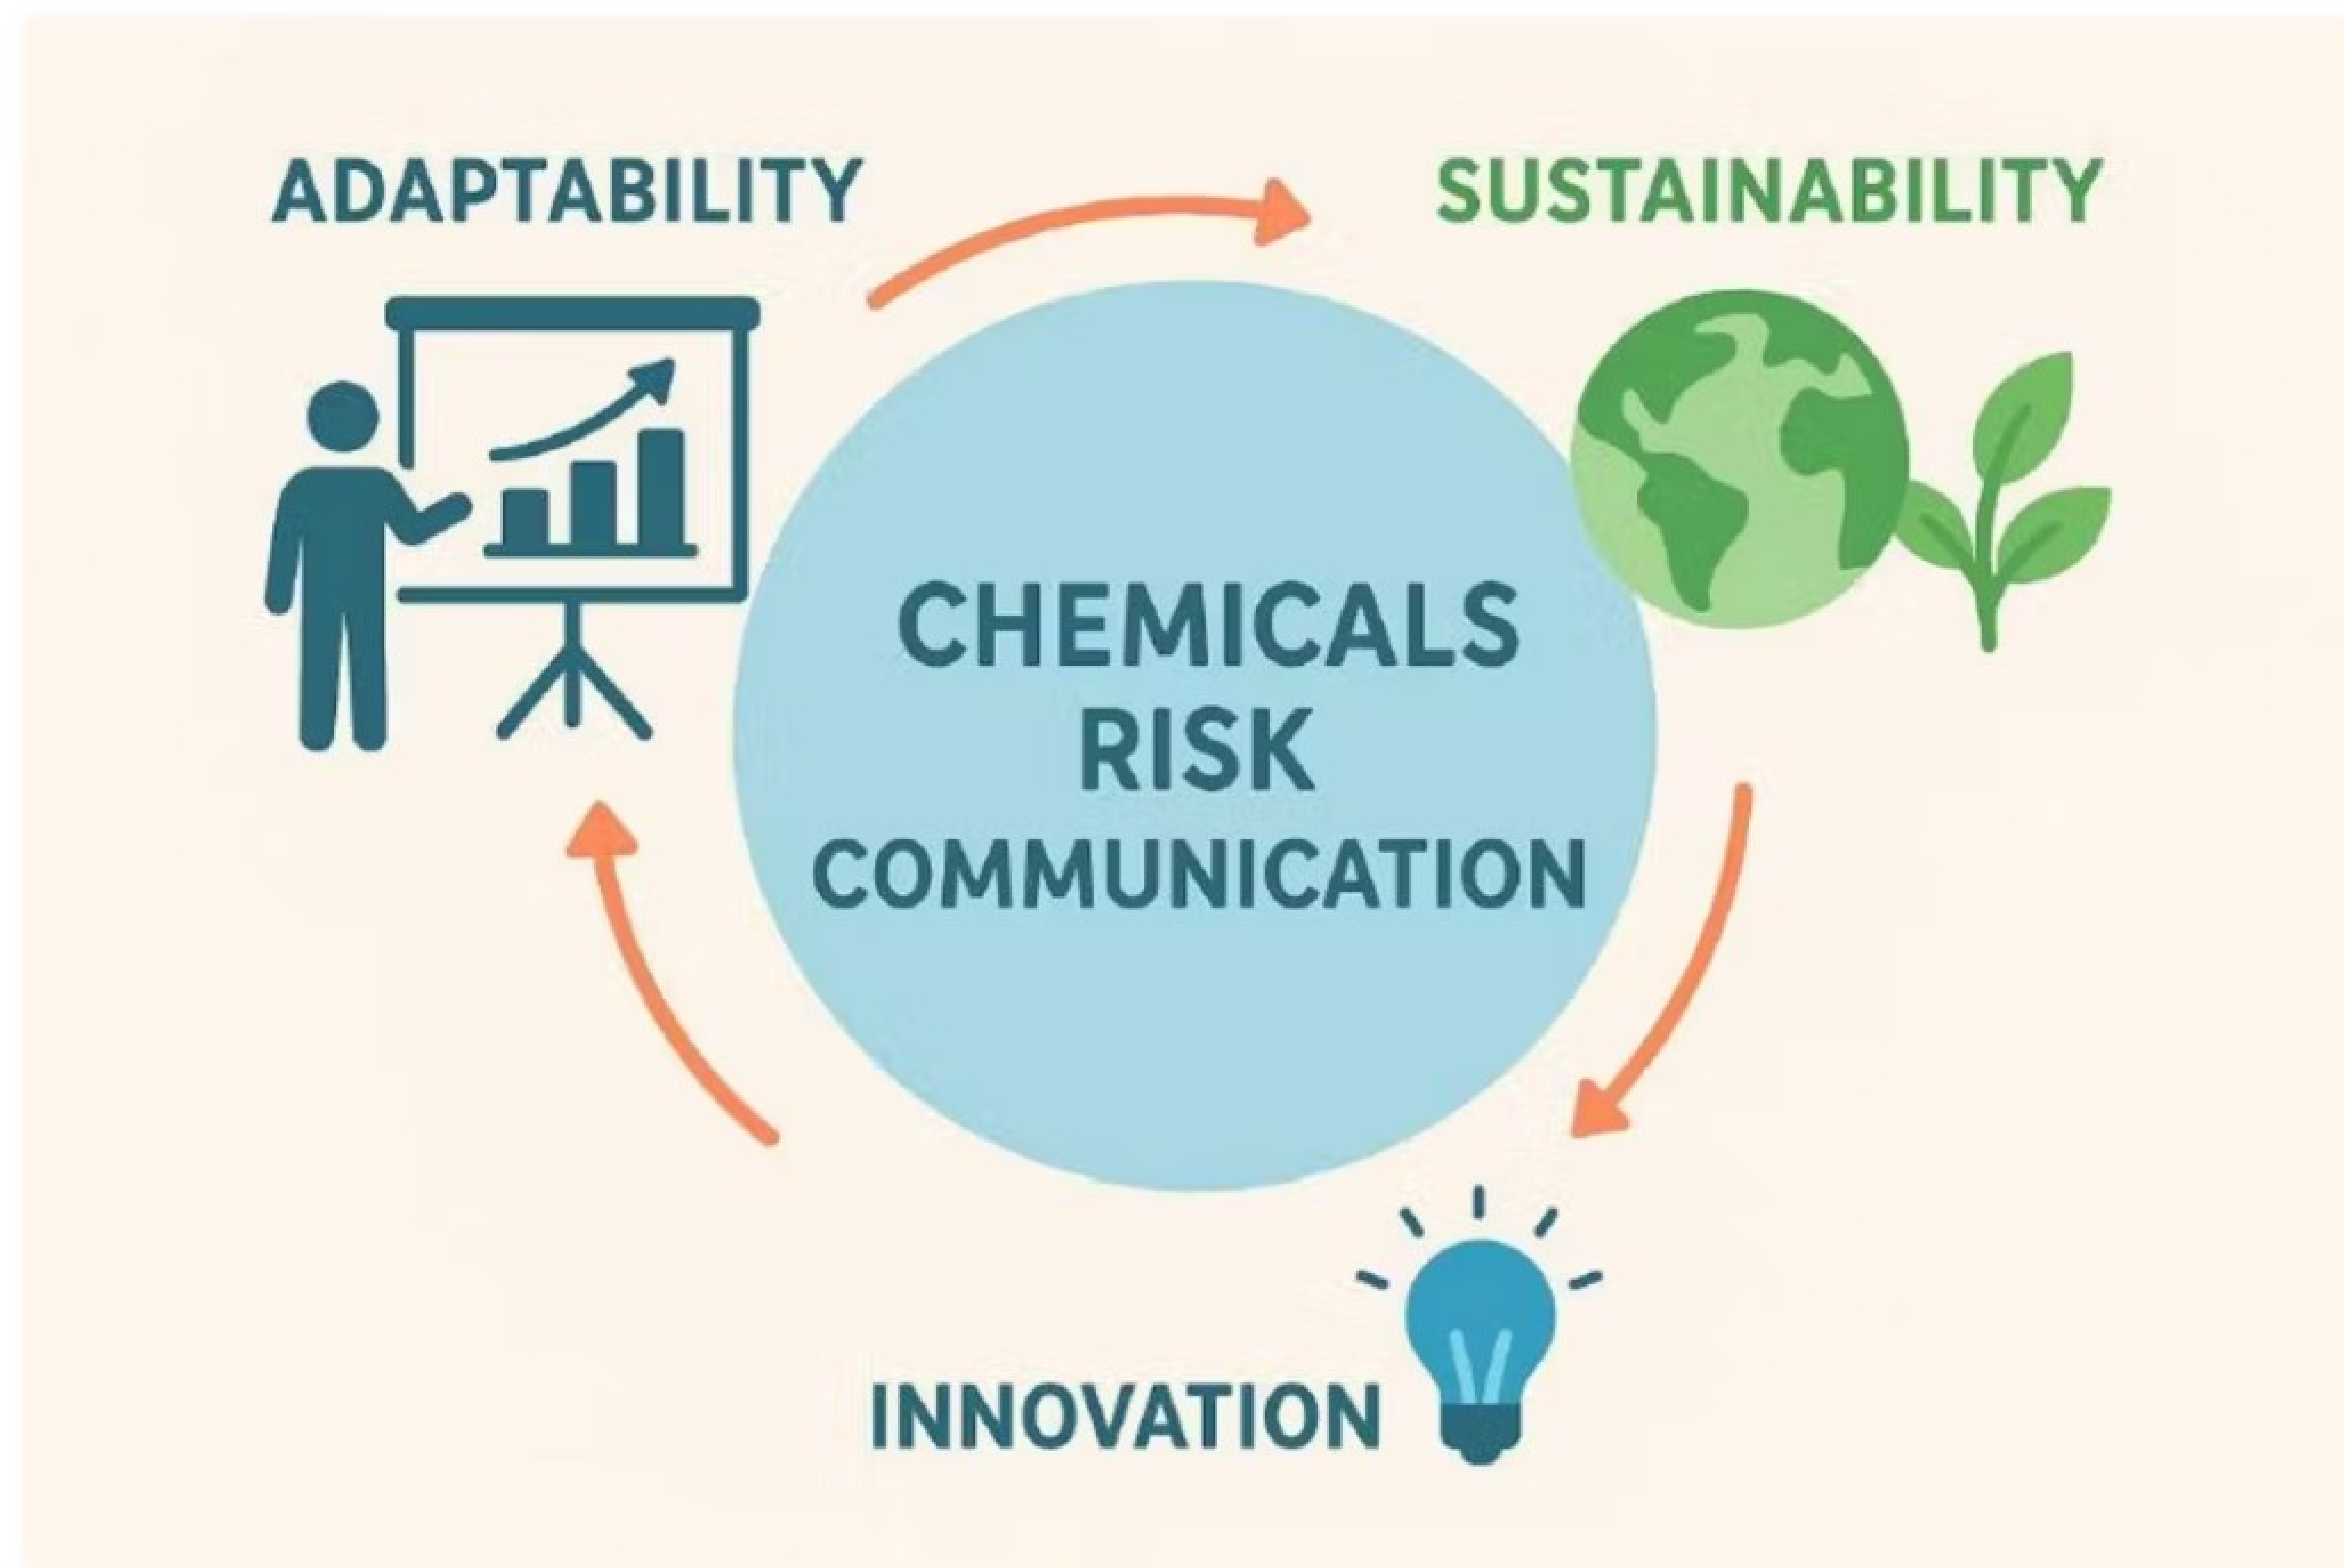 ADAPTABILITY
SUSTAINABILITY
CHEMICALS
RISK
COMMUNICATION
INNOVATION